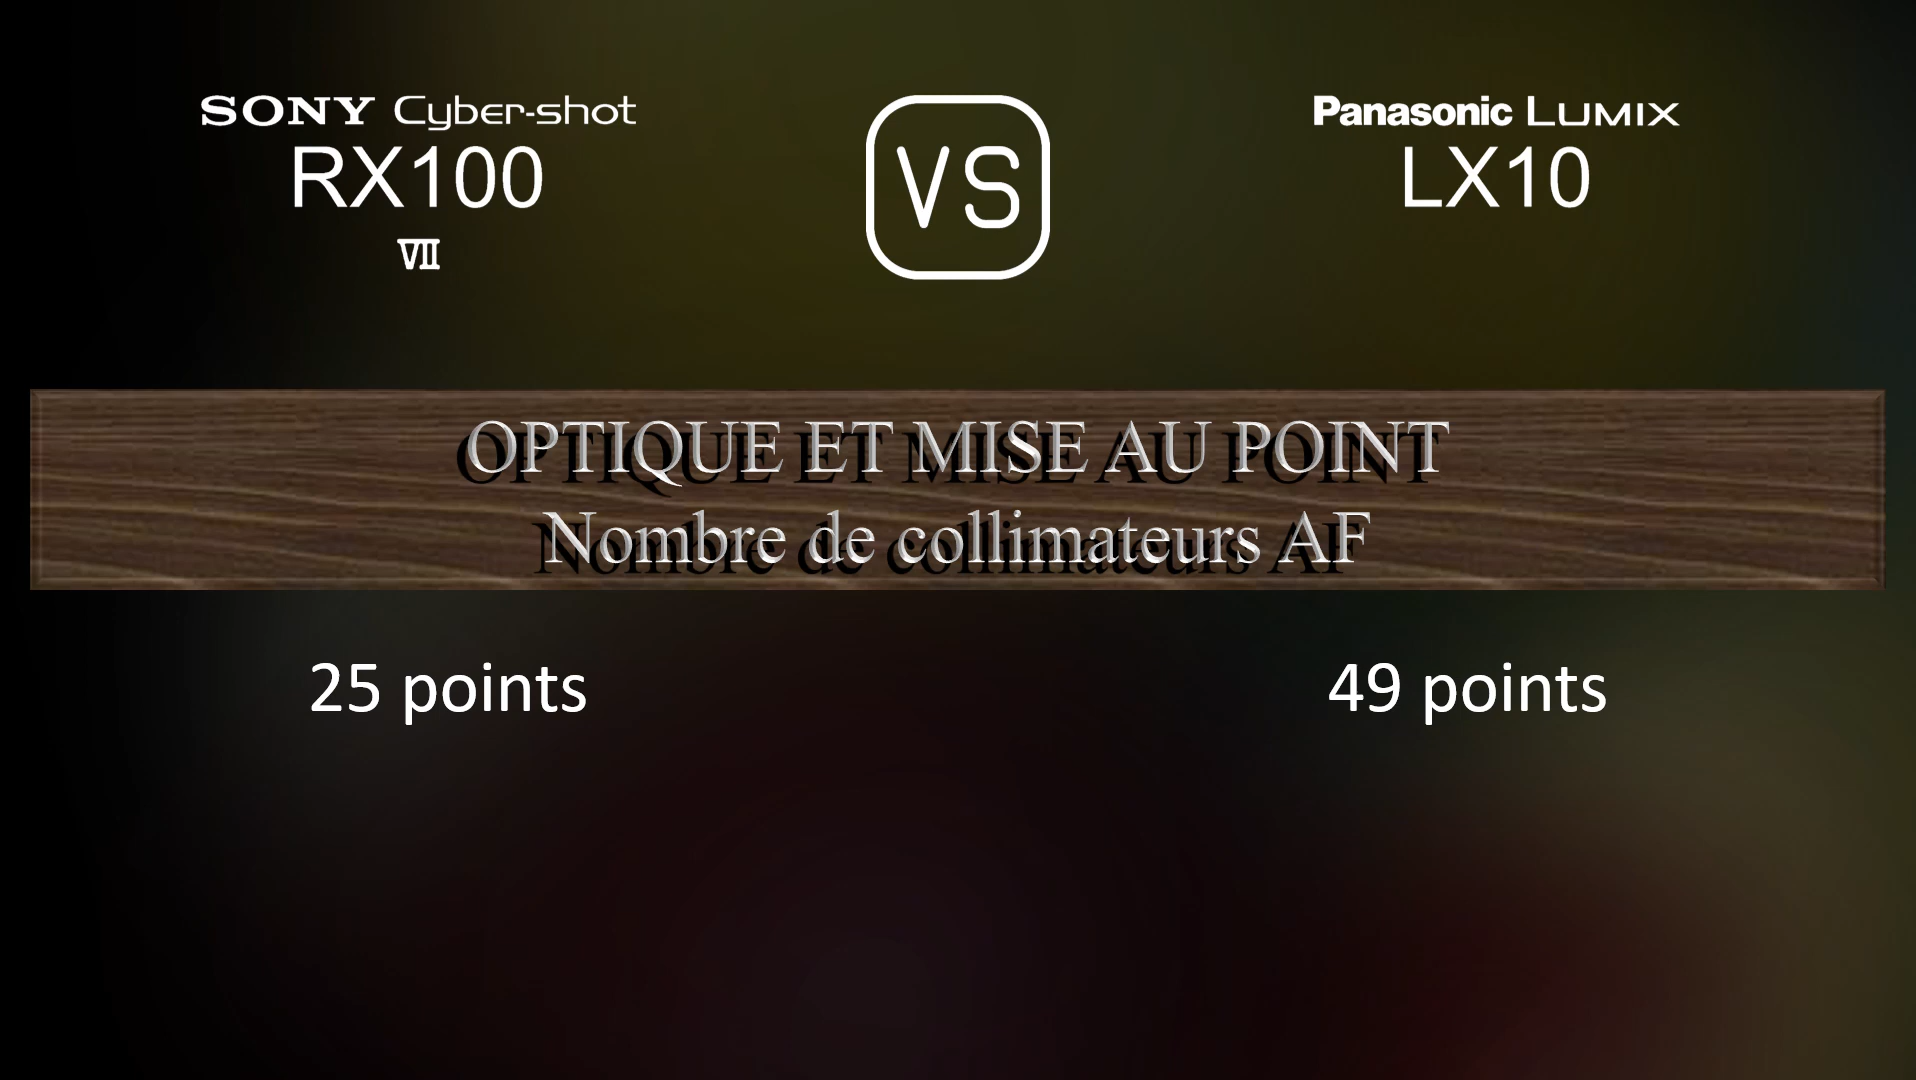 SONY Cyber-shot
RX100
VII
VS
Panasonic LUMIX
LX10
OPTIQUE ET MISE AU POINT
Nombre de collimateurs AF
25 points
49 points